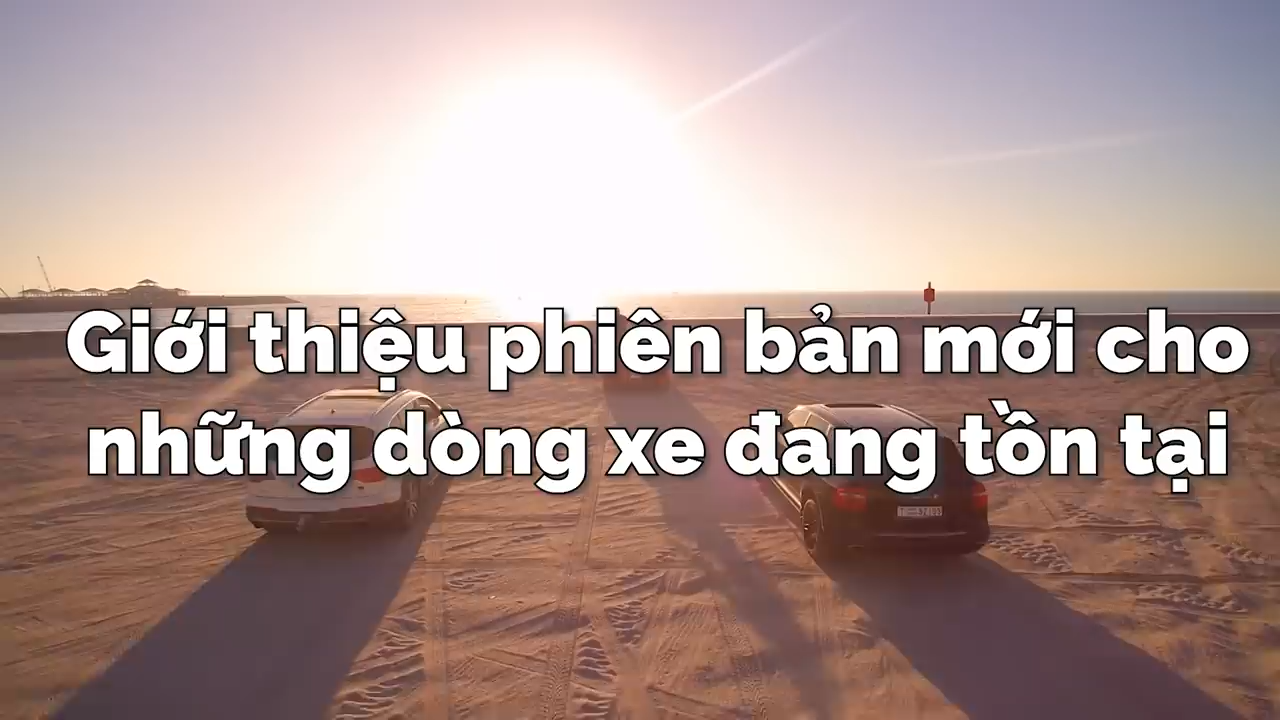 Giới thiệu phiên bản mới cho
những dòng xe đang tồn tại